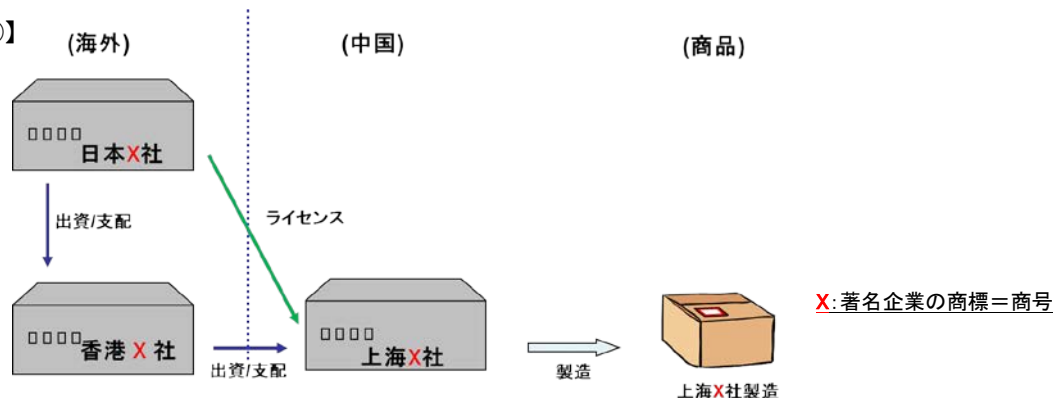 】
(海外)
(中国)
(商品)
日本X社
ライセンス
出資/支配
香港 X 社
上海X社
出資/支配
製造
上海X社製造
X:著名企業の商標=商号